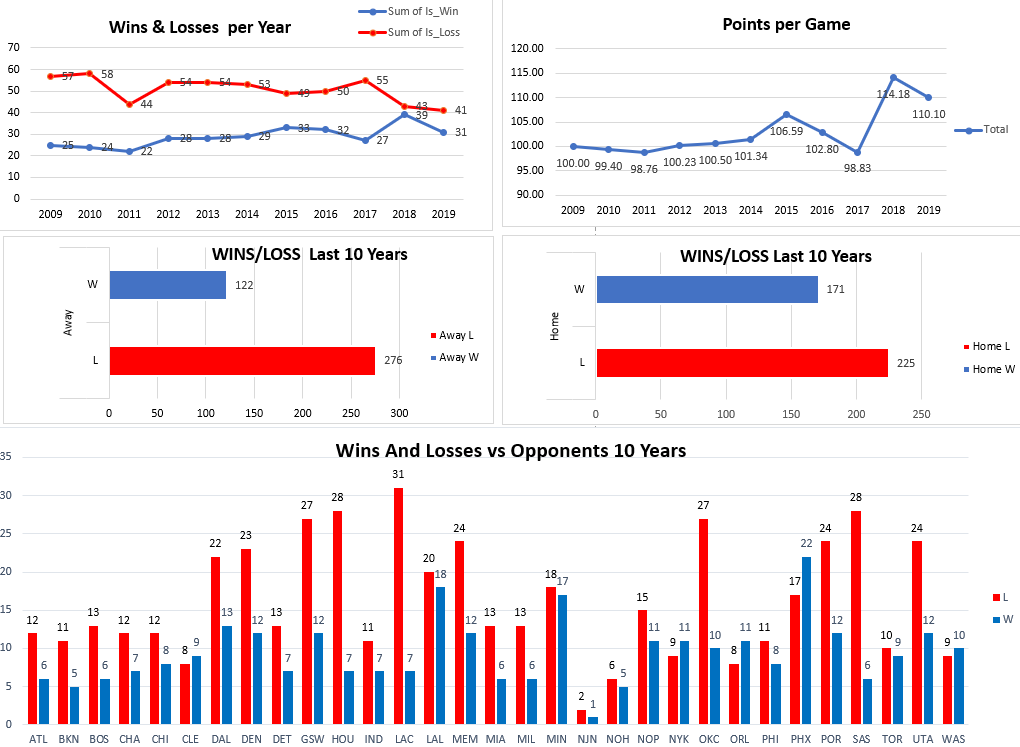 Wins & Losses per Year
Sum of Is_Win
Sum of Is_Loss
70
60
50
40
30
20
10
0
57 58 44 54 54 53 49 50 55 43 41
25 24 22 28 28 29 33 32 27 39 31
2009 2010 2011 2012 2013 2014 2015 2016 2017 2018 2019
Points per Game
120.00
115.00
110.00
105.00
100.00
95.00
90.00
100.00 99.40 98.76 100.23 100.50 101.34 106.59 102.80 98.83 114.18 110.10
Total
2009 2010 2011 2012 2013 2014 2015 2016 2017 2018 2019
WINS/LOSS Last 10 Years
Away
W
122
L
276
Away L
Away W
0 50 100 150 200 250 300
WINS/LOSS Last 10 Years
Home
W
171
L
225
Home L
Home W
0 50 100 150 200 250
Wins And Losses vs Opponents 10 Years
35
30
25
20
15
10
5
0
12 6 11 5 13 6 12 7 12 8 8 9 22 13 23 12 13 7 27 12 28 7 11 7 31 7 20 18 24 12 13 6 13 6 18 17 2 1 6 5 15 11 9 11 27 10 8 11 11 8 17 22 24 12 28 6 10 9 24 12 9 10
L
W
ATL BKN BOS CHA CHI CLE DAL DEN DET GSW HOU IND LAC LAL MEM MIA MIL MIN NJN NOH NOP NYK OKC ORL PHI PHX POR SAS TOR UTA WAS